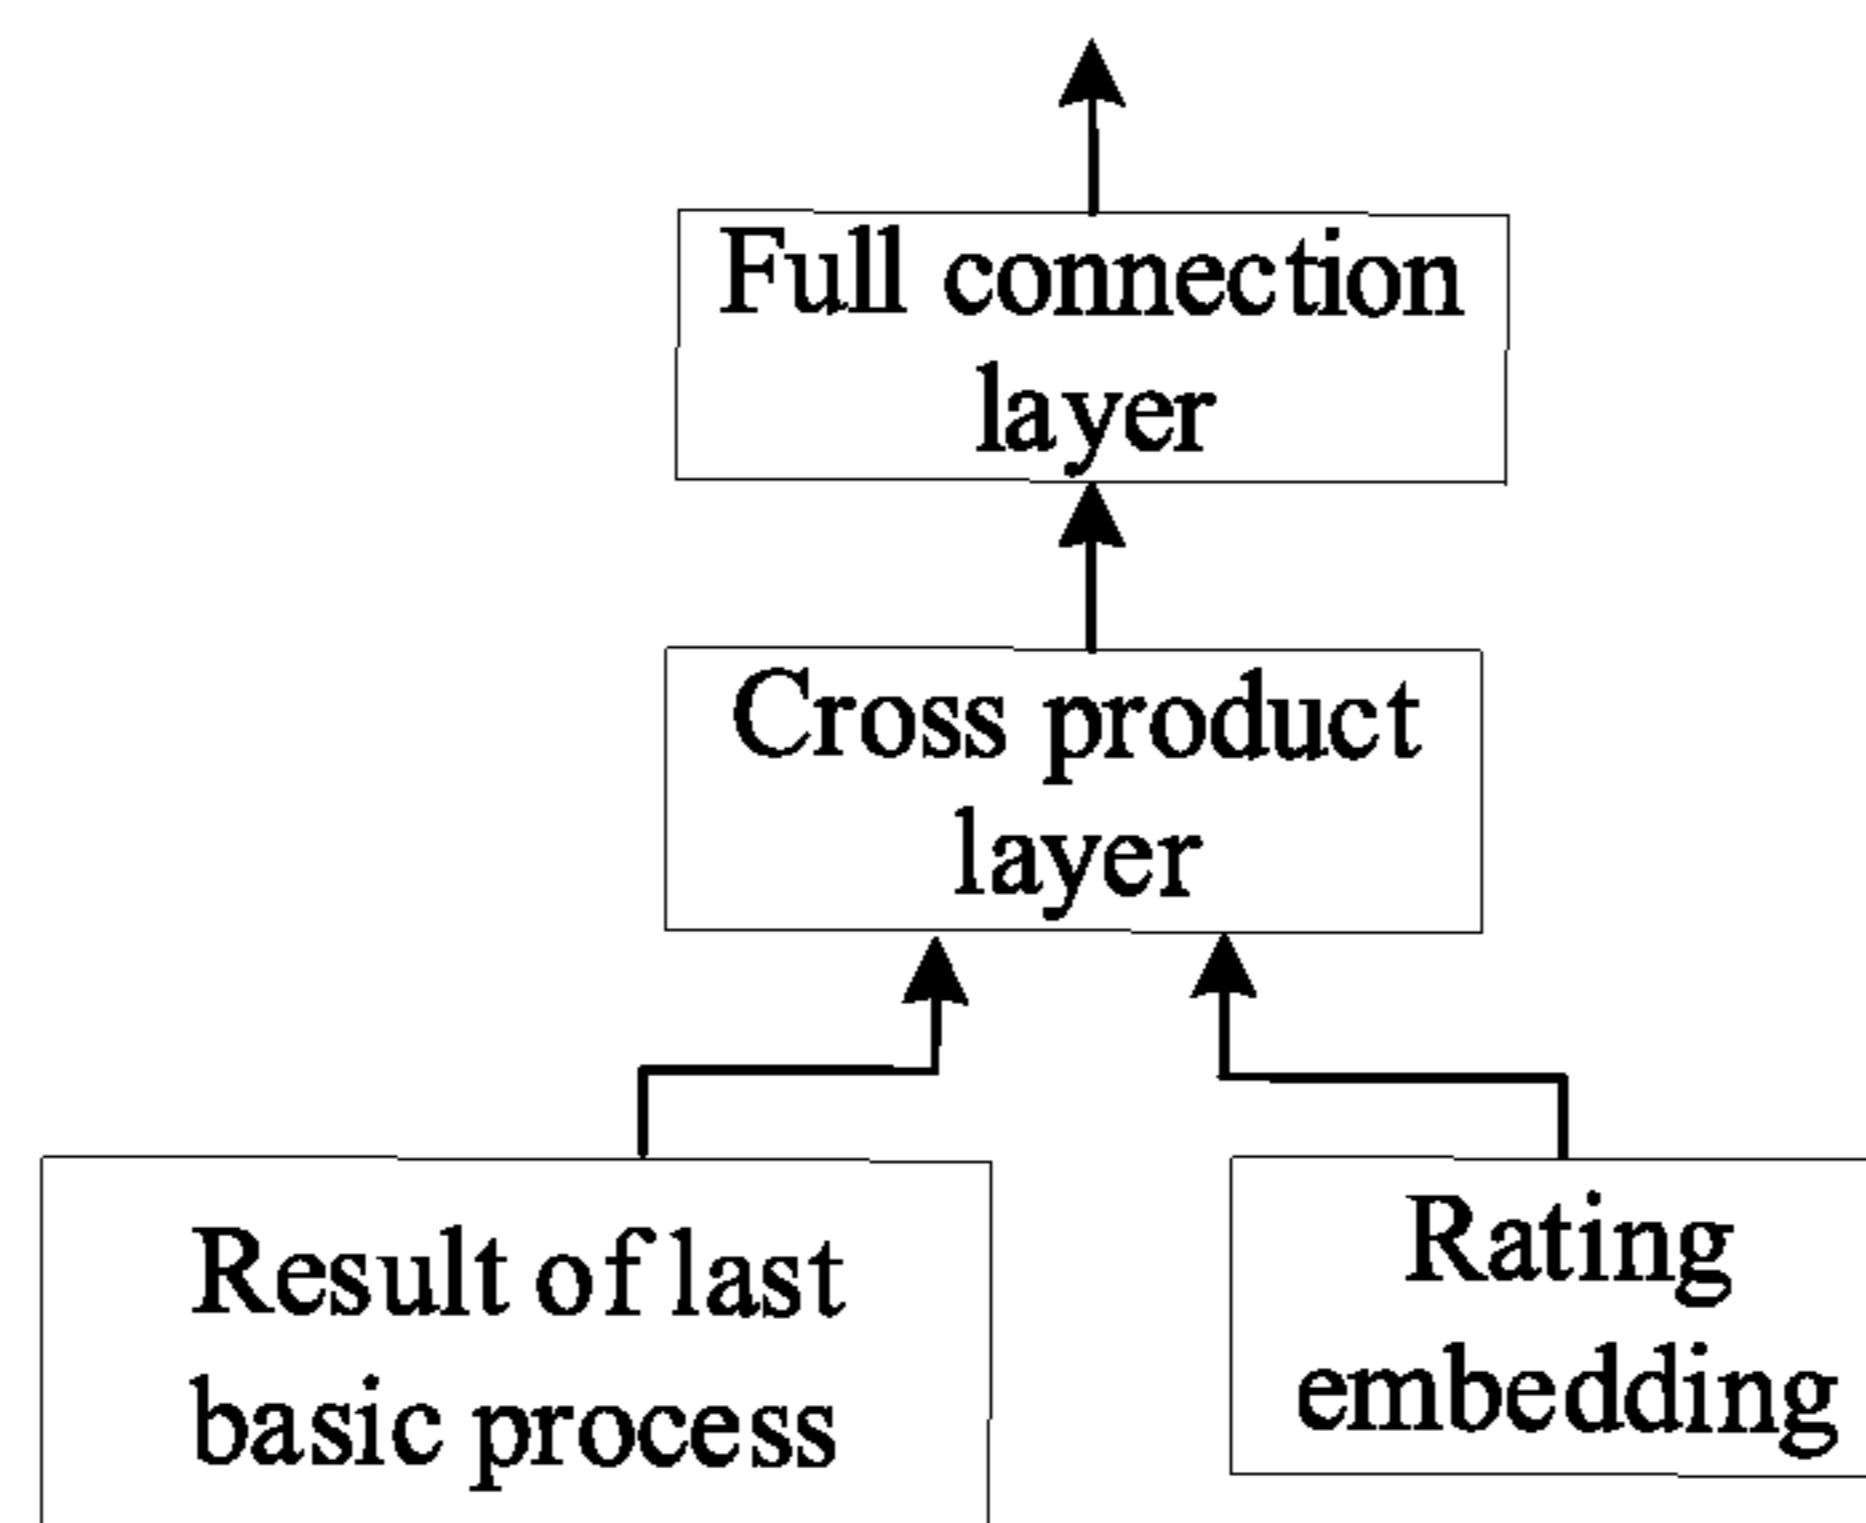 Full connection
layer
Cross product
layer
Result of last
basic process
Rating
embedding